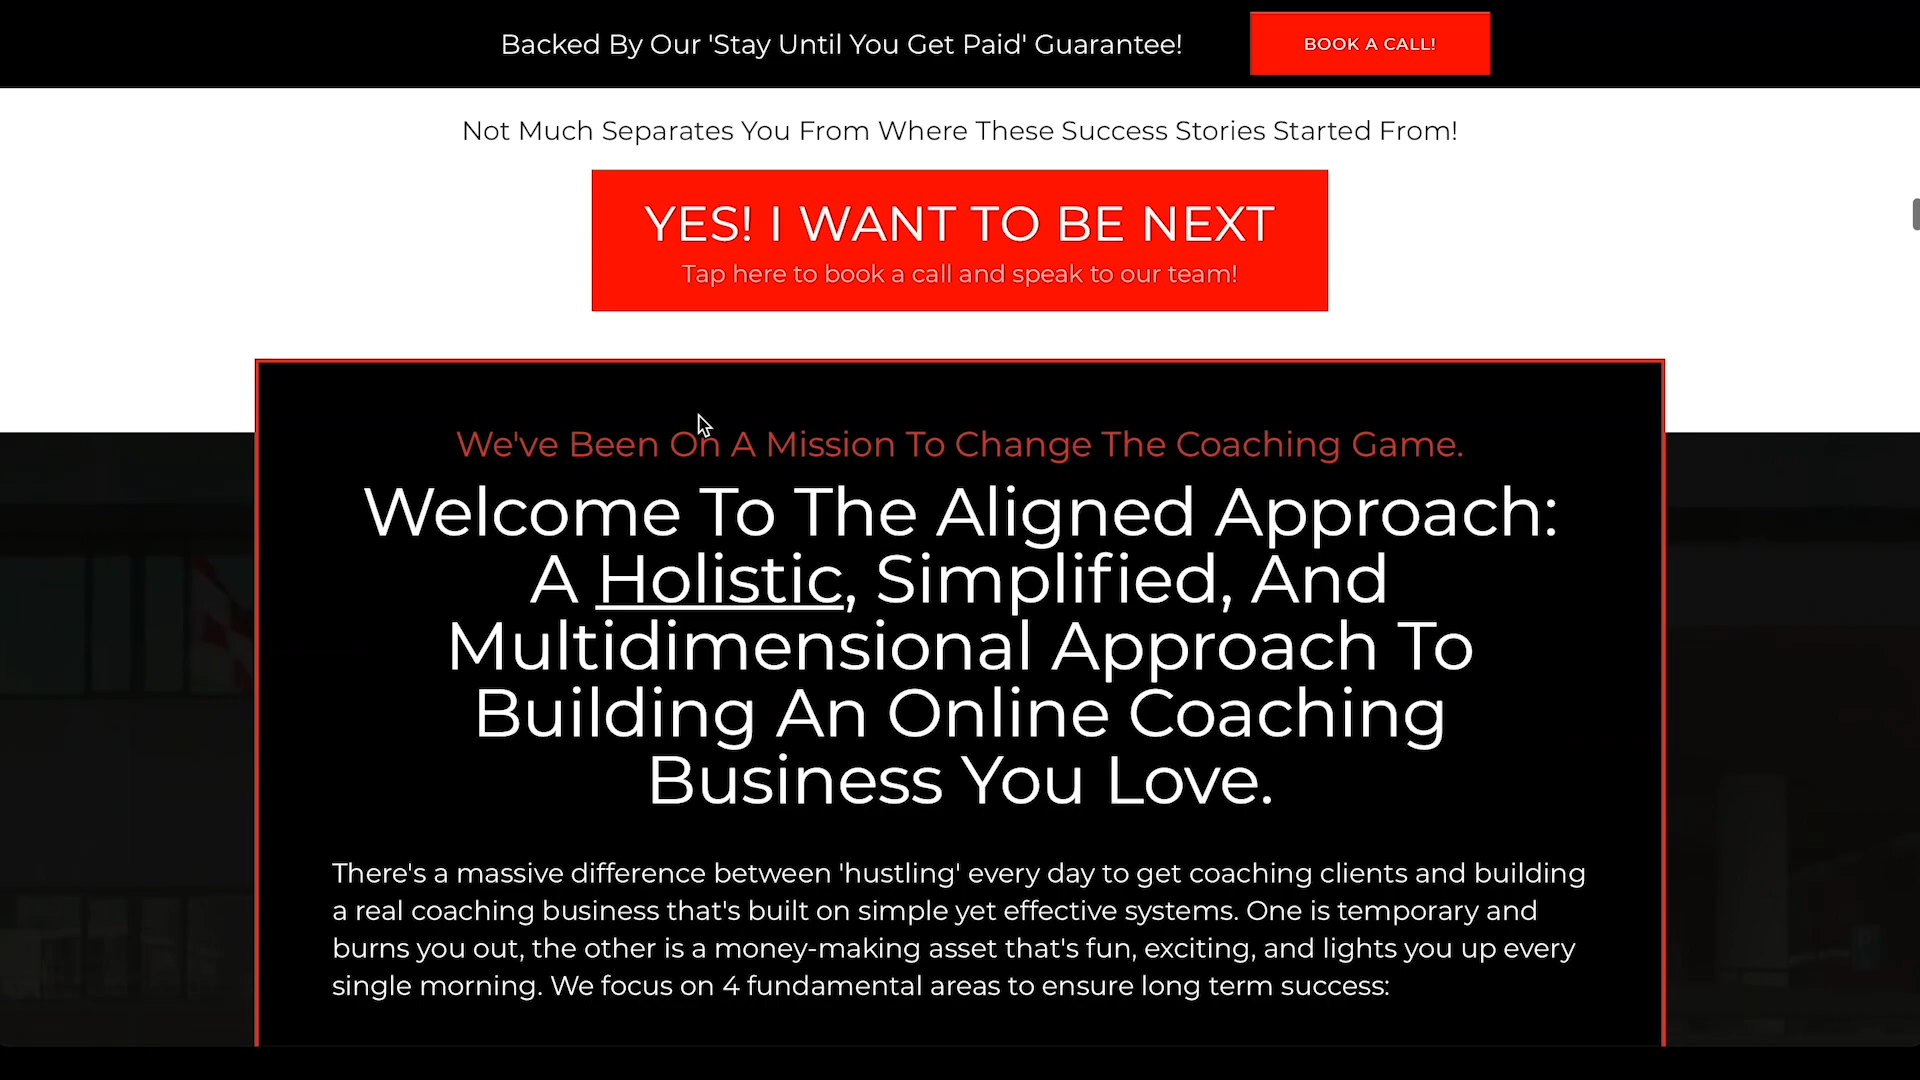 Backed By Our 'Stay Until You Get Paid' Guarantee!
BOOK A CALL!
Not Much Separates You From Where These Success Stories Started From!
YES! I WANT TO BE NEXT
Tap here to book a call and speak to our team!
We've Been On A Mission To Change The Coaching Game.
Welcome To The Aligned Approach:
A Holistic, Simplified, And
Multidimensional Approach To
Building An Online Coaching
Business You Love.
There's a massive difference between 'hustling' every day to get coaching clients and building
a real coaching business that's built on simple yet effective systems. One is temporary and
burns you out, the other is a money-making asset that's fun, exciting, and lights you up every
single morning. We focus on 4 fundamental areas to ensure long term success: